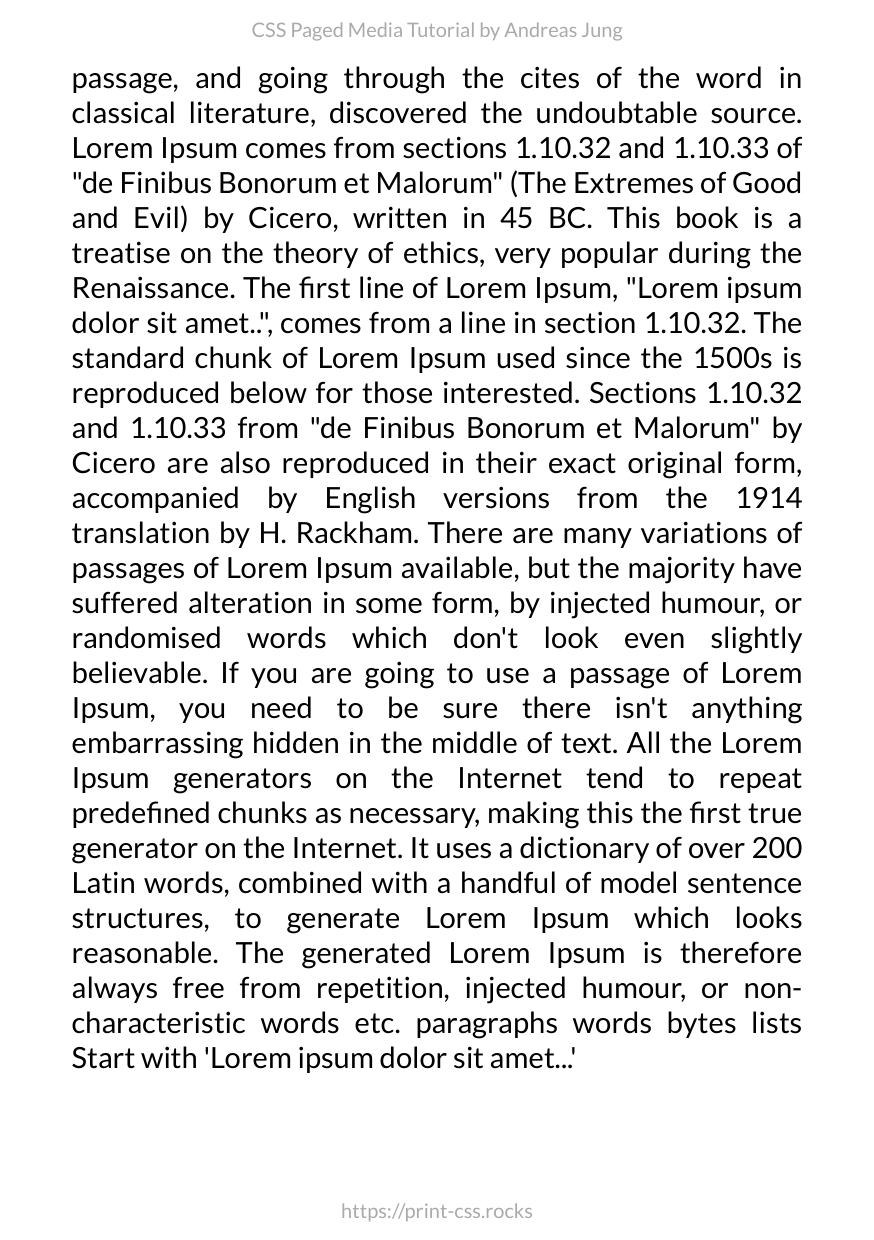 CSS Paged Media Tutorial by Andreas Jung
passage, and going through the cites of the word in
classical literature, discovered the undoubtable source.
Lorem Ipsum comes from sections 1.10.32 and 1.10.33 of
"de Finibus Bonorum et Malorum" (The Extremes of Good
and Evil) by Cicero, written in 45 BC. This book is a
treatise on the theory of ethics, very popular during the
Renaissance. The first line of Lorem Ipsum, "Lorem ipsum
dolor sit amet..", comes from a line in section 1.10.32. The
standard chunk of Lorem Ipsum used since the 1500s is
reproduced below for those interested. Sections 1.10.32
and 1.10.33 from "de Finibus Bonorum et Malorum" by
Cicero are also reproduced in their exact original form,
accompanied by English versions from the 1914
translation by H. Rackham. There are many variations of
passages of Lorem Ipsum available, but the majority have
suffered alteration in some form, by injected humour, or
randomised words which don't look even slightly
believable. If you are going to use a passage of Lorem
Ipsum, you need to be sure there isn't anything
embarrassing hidden in the middle of text. All the Lorem
Ipsum generators on the Internet tend to repeat
predefined chunks as necessary, making this the first true
generator on the Internet. It uses a dictionary of over 200
Latin words, combined with a handful of model sentence
structures, to generate Lorem Ipsum which looks
reasonable. The generated Lorem Ipsum is therefore
always free from repetition, injected humour, or non-
characteristic words etc. paragraphs words bytes lists
Start with 'Lorem ipsum dolor sit amet...'
https://print-css.rocks